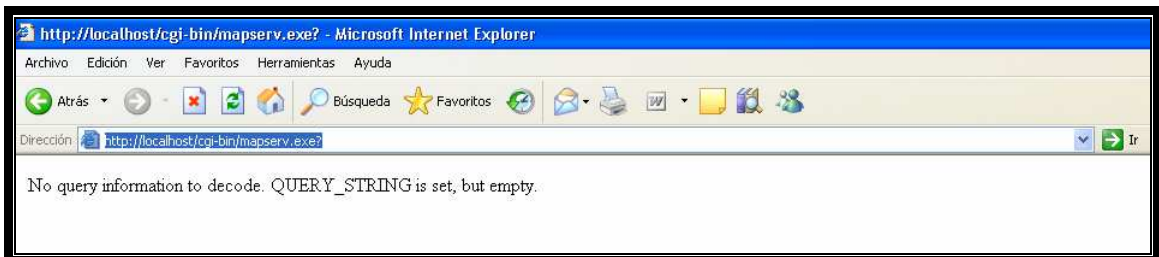 http://localhost/cgi-bin/mapserv.exe? - Microsoft Internet Explorer
Archivo Edición Ver Favoritos Herramientas Ayuda
Atrás Búsqueda Favoritos W
Dirección http://localhost/cgi-bin/mapserv.exe? Ir
No query information to decode. QUERY_STRING is set, but empty.